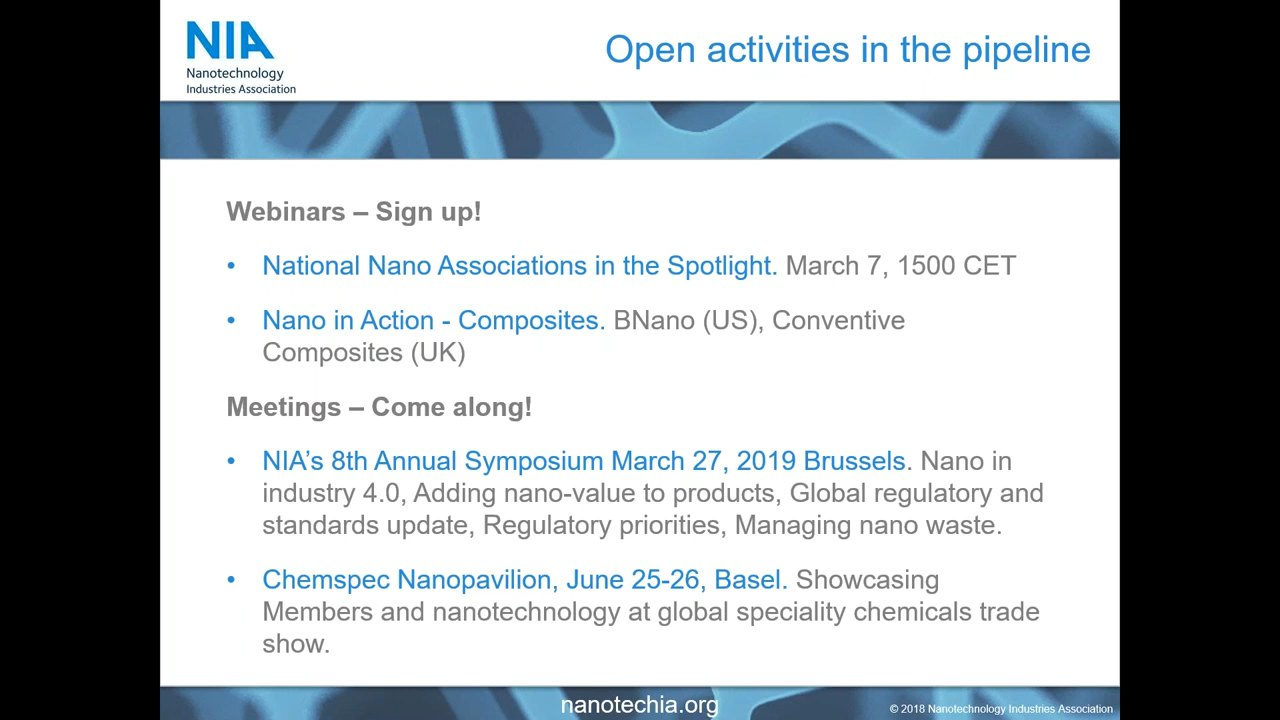 NIA
Nanotechnology
Industries Association
Open activities in the pipeline
Webinars – Sign up!
• National Nano Associations in the Spotlight. March 7, 1500 CET
• Nano in Action - Composites. BNano (US), Conventive
Composites (UK)
Meetings – Come along!
• NIA’s 8th Annual Symposium March 27, 2019 Brussels. Nano in
industry 4.0, Adding nano-value to products, Global regulatory and
standards update, Regulatory priorities, Managing nano waste.
• Chemspec Nanopavilion, June 25-26, Basel. Showcasing
Members and nanotechnology at global speciality chemicals trade
show.
nanotechia.org
© 2018 Nanotechnology Industries Association